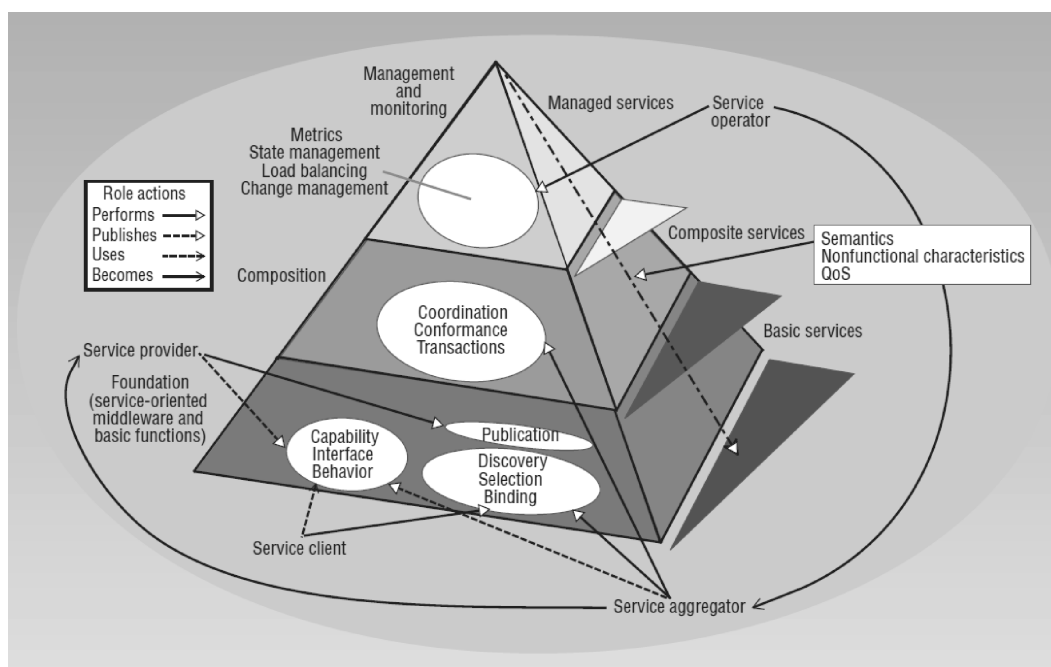 Management
and
monitoring
Managed services
Service
operator
Metrics
State management
Load balancing
Change management
Role actions
Performs
Publishes
Uses
Becomes
Composite services
Semantics
Nonfunctional characteristics
QoS
Composition
Coordination
Conformance
Transactions
Basic services
Service provider
Foundation
(service-oriented
middleware and
basic functions)
Capability
Interface
Behavior
Publication
Discovery
Selection
Binding
Service client
Service aggregator